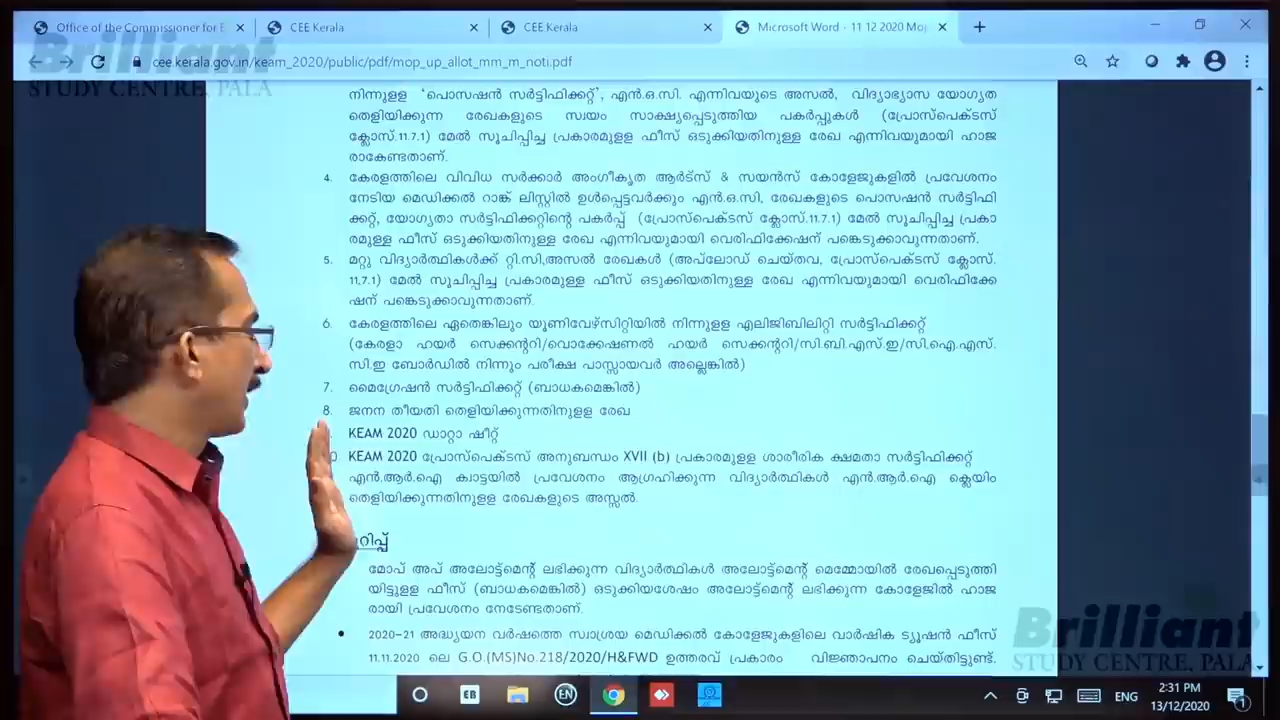 Office of the Commissioner for E
CEE Kerala
CEE Kerala
Microsoft Word - 11 12 2020 Mop
cee.kerala.gov.in/keam_2020/public/pdf/mop_up_allot_mm_m_noti.pdf
Brilliant
STUDY CENTRE, PALA
നിന്നുളള ‘പൊസഷൻ സർട്ടിഫിക്കറ്റ്’, എൻ.ഒ.സി. എന്നിവയുടെ അസൽ, വിദ്യാഭ്യാസ യോഗ്യത
തെളിയിക്കുന്ന രേഖകളുടെ സ്വയം സാക്ഷ്യപ്പെടുത്തിയ പകർപ്പുകൾ (പ്രോസ്പെക്ടസ്
ക്ലോസ്.11.7.1) മേൽ സൂചിപ്പിച്ച പ്രകാരമുളള ഫീസ് ഒടുക്കിയതിനുള്ള രേഖ എന്നിവയുമായി ഹാജ
രാകേണ്ടതാണ്.
4. കേരളത്തിലെ വിവിധ സർക്കാർ അംഗീകൃത ആർട്സ് & സയൻസ് കോളേജുകളിൽ പ്രവേശനം
നേടിയ മെഡിക്കൽ റാങ്ക് ലിസ്റ്റിൽ ഉൾപ്പെട്ടവർക്കും എൻ.ഒ.സി, രേഖകളുടെ പൊസഷൻ സർട്ടിഫി
ക്കറ്റ്, യോഗ്യതാ സർട്ടിഫിക്കറ്റിന്റെ പകർപ്പ് (പ്രോസ്പെക്ടസ് ക്ലോസ്.11.7.1) മേൽ സൂചിപ്പിച്ച പ്രകാ
രമുള്ള ഫീസ് ഒടുക്കിയതിനുള്ള രേഖ എന്നിവയുമായി വെരിഫിക്കേഷന് പങ്കെടുക്കാവുന്നതാണ്.
5. മറ്റു വിദ്യാർത്ഥികൾക്ക് റ്റി.സി,അസൽ രേഖകൾ (അപ്‌ലോഡ് ചെയ്തവ, പ്രോസ്പെക്ടസ് ക്ലോസ്.
11,7.1) മേൽ സൂചിപ്പിച്ച പ്രകാരമുള്ള ഫീസ് ഒടുക്കിയതിനുള്ള രേഖ എന്നിവയുമായി വെരിഫിക്കേ
ഷന് പങ്കെടുക്കാവുന്നതാണ്.
6. കേരളത്തിലെ ഏതെങ്കിലും യൂണിവേഴ്സിറ്റിയിൽ നിന്നുളള എലിജിബിലിറ്റി സർട്ടിഫിക്കറ്റ്
(കേരളാ ഹയർ സെക്കന്ററി/വൊക്കേഷണൽ ഹയർ സെക്കന്ററി/സി.ബി.എസ്.ഇ/സി.ഐ.എസ്.
സി.ഇ ബോർഡിൽ നിന്നും പരീക്ഷ പാസ്സായവർ അല്ലെങ്കിൽ)
7. മൈഗ്രേഷൻ സർട്ടിഫിക്കറ്റ് (ബാധകമെങ്കിൽ)
8. ജനന തീയതി തെളിയിക്കുന്നതിനുളള രേഖ
KEAM 2020 ഡാറ്റാ ഷീറ്റ്
KEAM 2020 പ്രോസ്പെക്ടസ് അനുബന്ധം XVII (b) പ്രകാരമുളള ശാരീരിക ക്ഷമതാ സർട്ടിഫിക്കറ്റ്
എൻ.ആർ.ഐ ക്വാട്ടയിൽ പ്രവേശനം ആഗ്രഹിക്കുന്ന വിദ്യാർത്ഥികൾ എൻ.ആർ.ഐ ക്ലെയിം
തെളിയിക്കുന്നതിനുളള രേഖകളുടെ അസ്സൽ.
റിപ്പ്
മോപ് അപ് അലോട്ട്മെന്റ് ലഭിക്കുന്ന വിദ്യാർത്ഥികൾ അലോട്ട്മെന്റ് മെമ്മോയിൽ രേഖപ്പെടുത്തി
യിട്ടുളള ഫീസ് (ബാധകമെങ്കിൽ) ഒടുക്കിയശേഷം അലോട്ട്മെന്റ് ലഭിക്കുന്ന കോളേജിൽ ഹാജ
രായി പ്രവേശനം നേടേണ്ടതാണ്.
• 2020-21 അദ്ധ്യയന വർഷത്തെ സ്വാശ്രയ മെഡിക്കൽ കോളേജുകളിലെ വാർഷിക ട്യൂഷൻ ഫീസ്
11.11.2020 ലെ G.O.(MS)No.218/2020/H&FWD ഉത്തരവ് പ്രകാരം വിജ്ഞാപനം ചെയ്തിട്ടുണ്ട്.
Brilliant
STUDY CENTRE, PALA
EB
EN
ENG
2:31 PM
13/12/2020
1